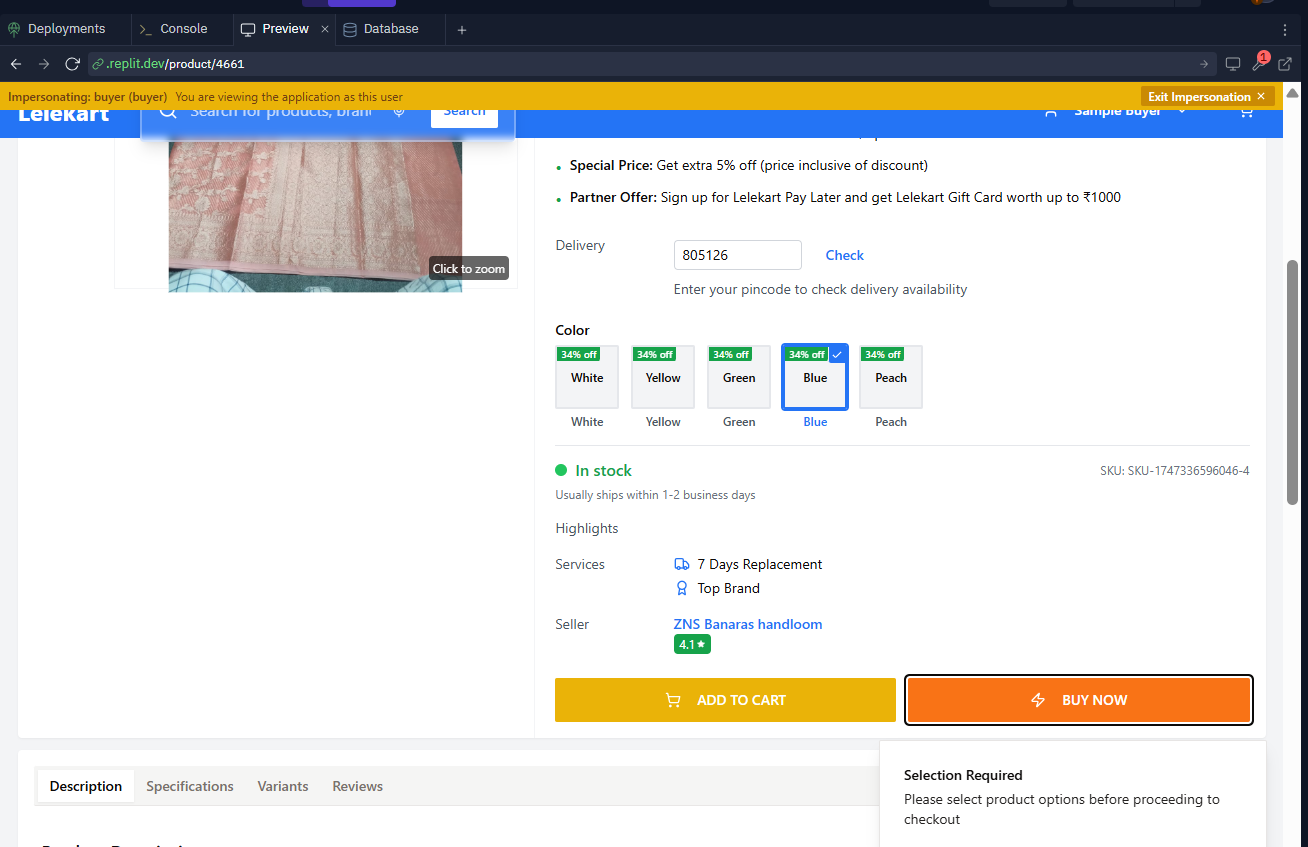 Deployments
Console
Preview
Database
.replit.dev/product/4661
1
Impersonating: buyer (buyer) You are viewing the application as this user
Exit Impersonation
Lelekart
Search for products, bran
Search
Sample Buyer
Special Price: Get extra 5% off (price inclusive of discount)
Partner Offer: Sign up for Lelekart Pay Later and get Lelekart Gift Card worth up to ₹1000
Click to zoom
Delivery
805126
Check
Enter your pincode to check delivery availability
Color
34% off 34% off 34% off 34% off 34% off
White Yellow Green Blue Peach
White Yellow Green Blue Peach
In stock
SKU: SKU-1747336596046-4
Usually ships within 1-2 business days
Highlights
Services
7 Days Replacement
Top Brand
Seller
ZNS Banaras handloom
4.1
ADD TO CART
BUY NOW
Description Specifications Variants Reviews
Selection Required
Please select product options before proceeding to
checkout